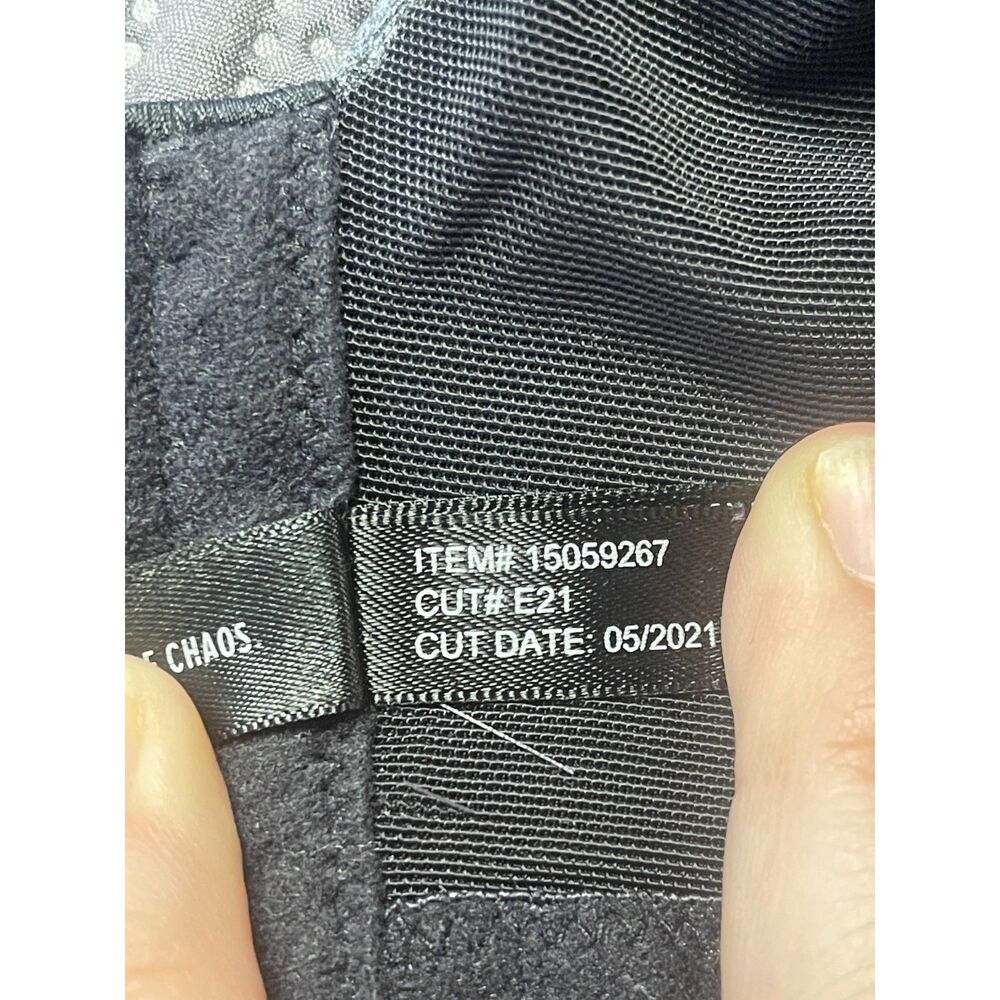 CHAOS
ITEM# 15059267
CUT# E21
CUT DATE: 05/2021